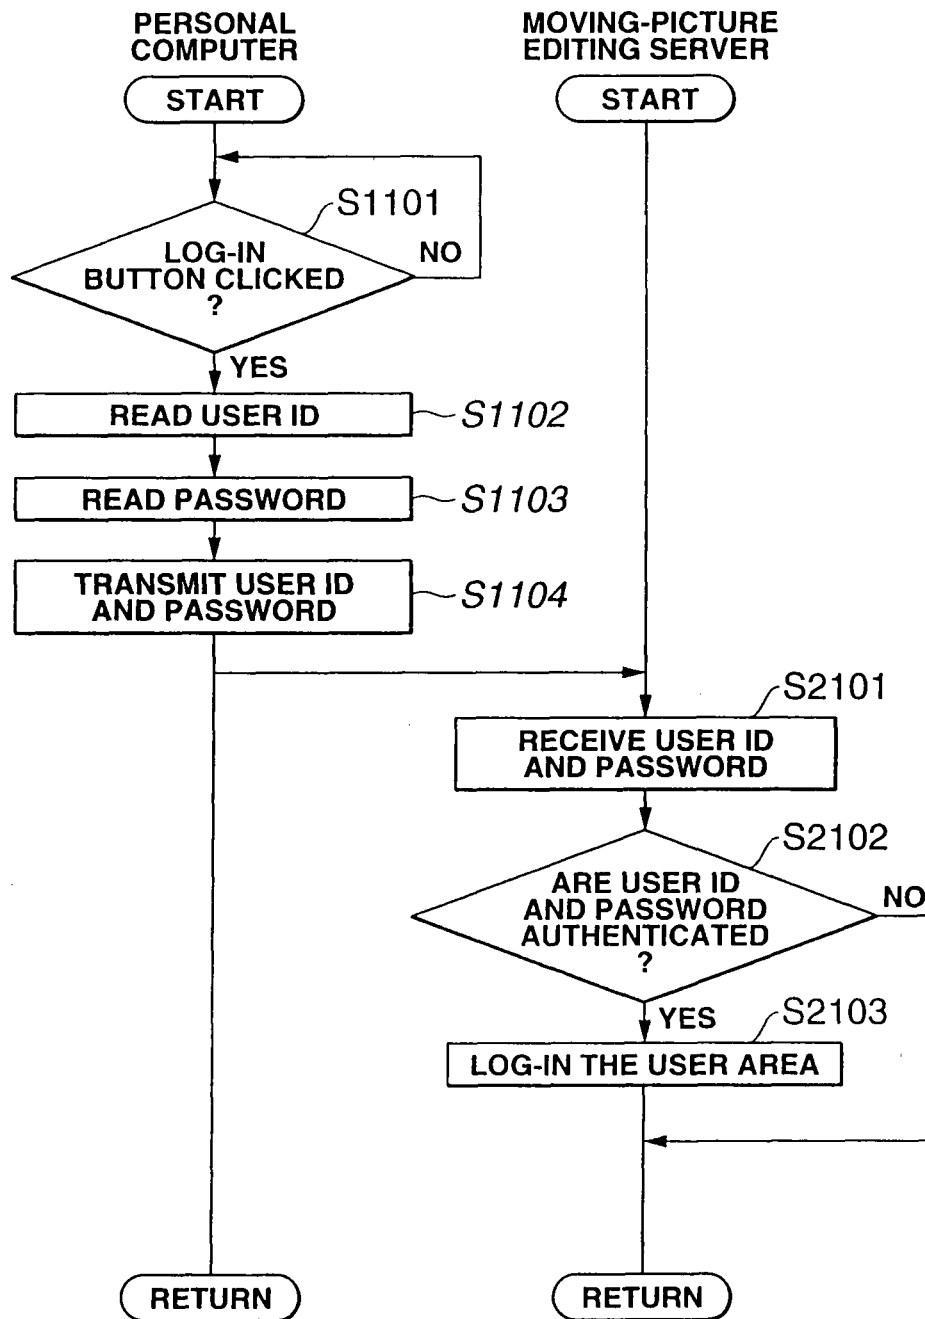 PERSONAL
COMPUTER
START
S1101
LOG-IN
BUTTON CLICKED
?
NO
YES
READ USER ID
S1102
READ PASSWORD
S1103
TRANSMIT USER ID
AND PASSWORD
S1104
RETURN
MOVING-PICTURE
EDITING SERVER
START
S2101
RECEIVE USER ID
AND PASSWORD
S2102
ARE USER ID
AND PASSWORD
AUTHENTICATED
?
NO
YES
S2103
LOG-IN THE USER AREA
RETURN